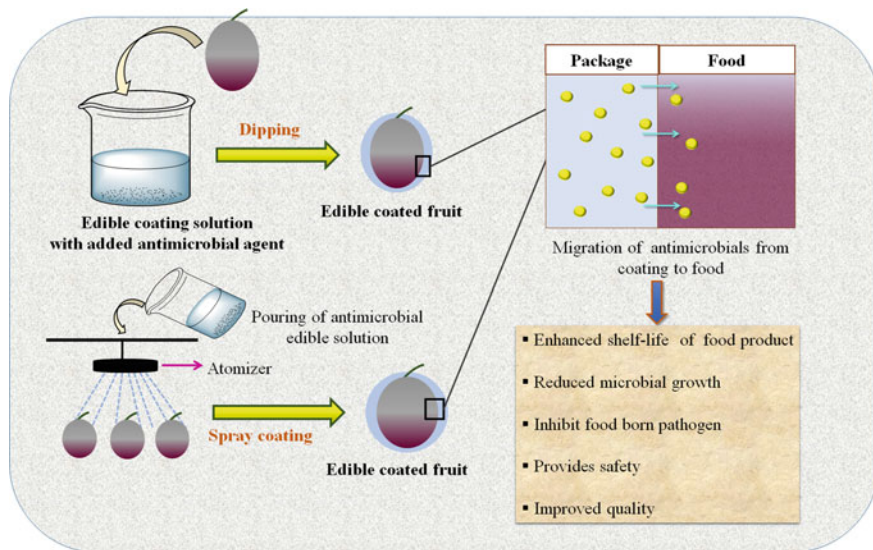 Dipping
Edible coating solution
with added antimicrobial agent
Edible coated fruit
Pouring of antimicrobial
edible solution
Atomizer
Spray coating
Edible coated fruit
Package Food
Migration of antimicrobials from
coating to food
▪ Enhanced shelf-life of food product
▪ Reduced microbial growth
▪ Inhibit food born pathogen
▪ Provides safety
▪ Improved quality